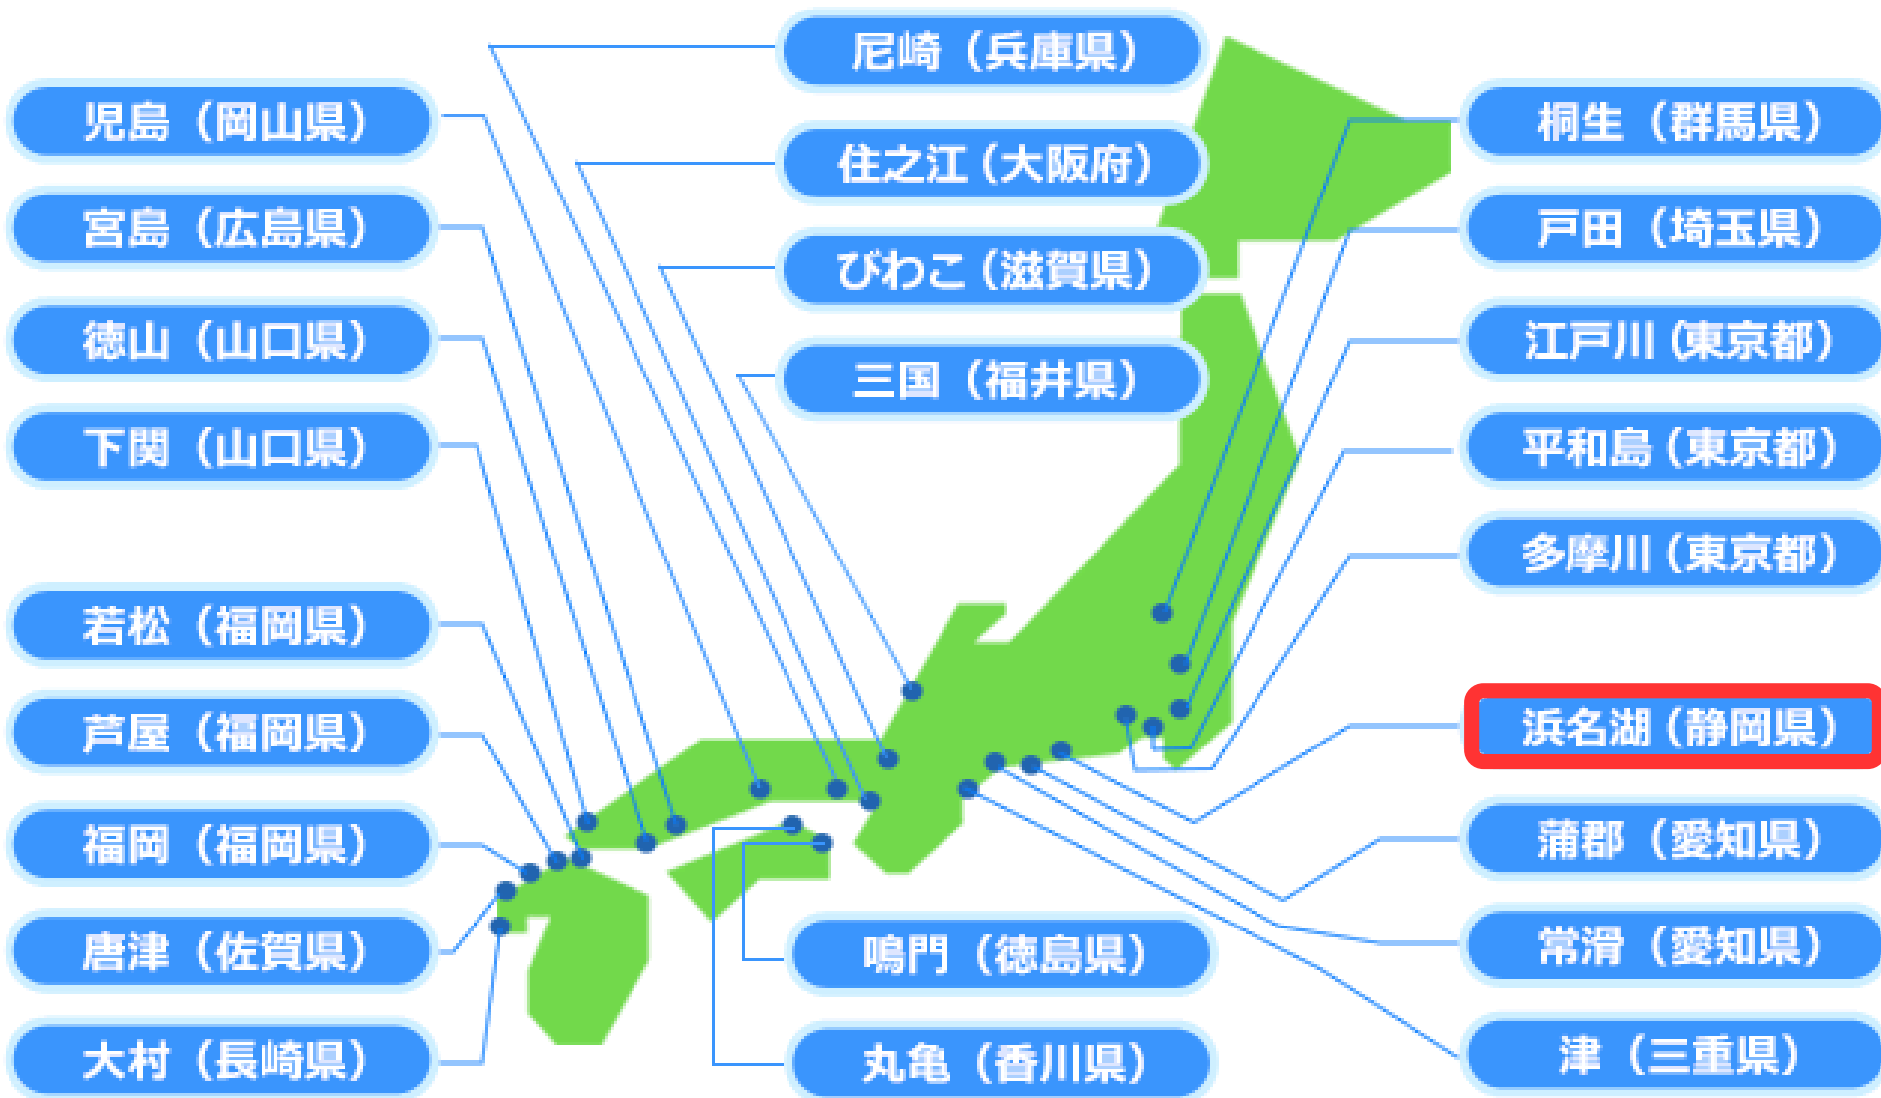 尼崎（兵庫県）
住之江（大阪府）
びわこ（滋賀県）
三国（福井県）
児島（岡山県）
宮島（広島県）
徳山（山口県）
下関（山口県）
若松（福岡県）
芦屋（福岡県）
福岡（福岡県）
唐津（佐賀県）
大村（長崎県）
鳴門（徳島県）
丸亀（香川県）
桐生（群馬県）
戸田（埼玉県）
江戸川（東京都）
平和島（東京都）
多摩川（東京都）
浜名湖（静岡県）
蒲郡（愛知県）
常滑（愛知県）
津（三重県）